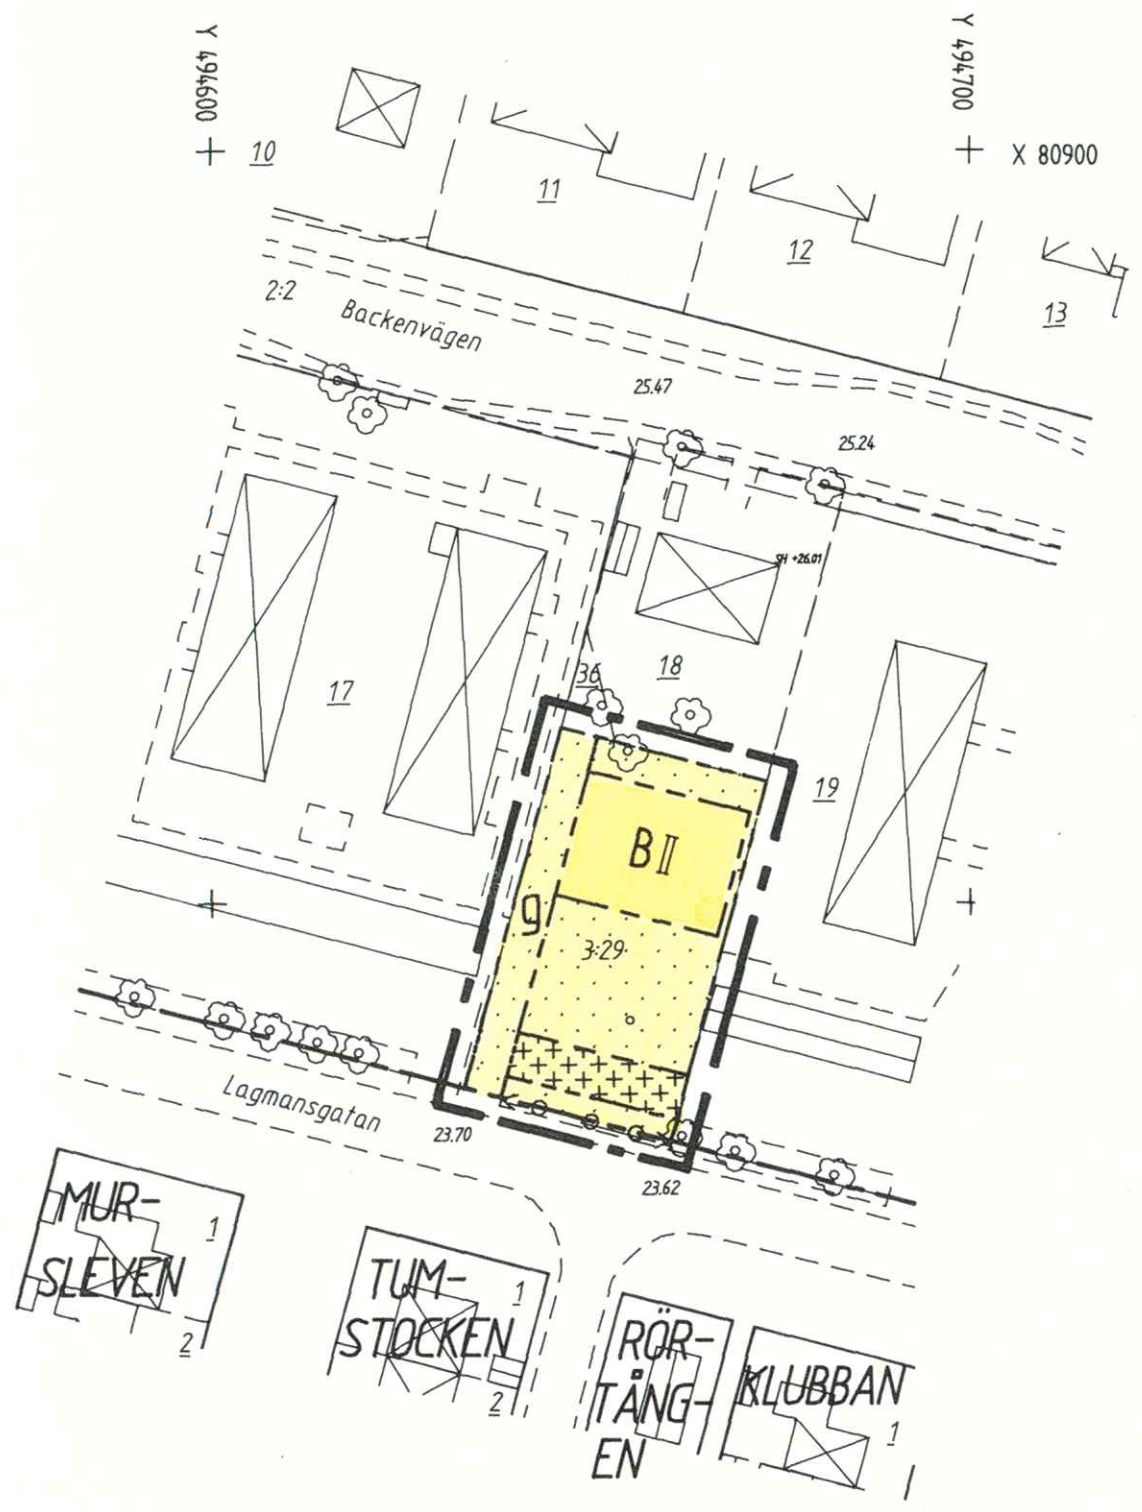 Y 494600
Y 494700
10
X 80900
11
12
13
2:2
Backenvägen
25.47
25.24
SH +26.01
36
18
17
19
B II
g
3:29
Lagmansgatan
23.70
23.62
MUR-
SLEVEN
1
2
TUM-
STOCKEN
1
2
RÖR-
TÅNG-
EN
KLUBBAN
1